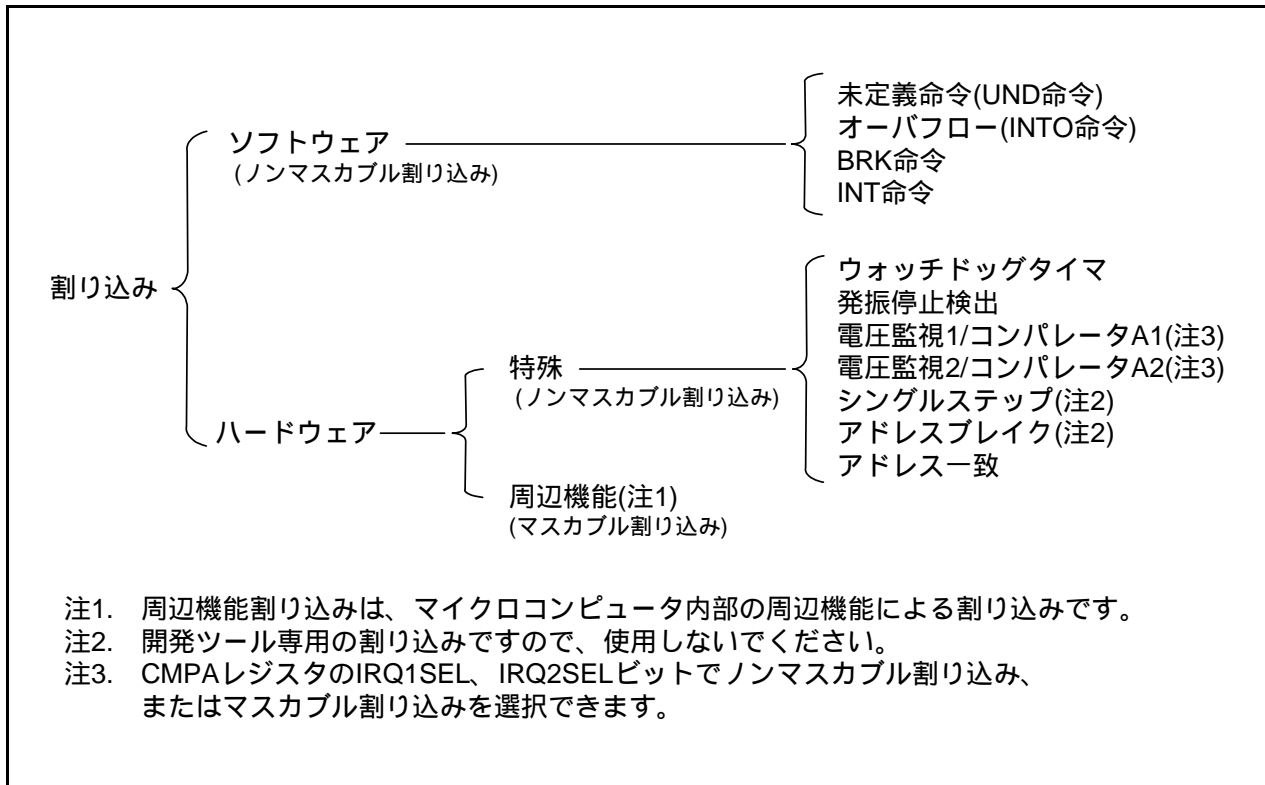 割り込み
ソフトウェア
(ノンマスカブル割り込み)
未定義命令(UND命令)
オーバフロー(INTO命令)
BRK命令
INT命令
ハードウェア
特殊
(ノンマスカブル割り込み)
ウォッチドッグタイマ
発振停止検出
電圧監視1/コンパレータA1(注3)
電圧監視2/コンパレータA2(注3)
シングルステップ(注2)
アドレスブレイク(注2)
アドレス一致
周辺機能(注1)
(マスカブル割り込み)
注1. 周辺機能割り込みは、マイクロコンピュータ内部の周辺機能による割り込みです。
注2. 開発ツール専用の割り込みですので、使用しないでください。
注3. CMPAレジスタのIRQ1SEL、IRQ2SELビットでノンマスカブル割り込み、
またはマスカブル割り込みを選択できます。